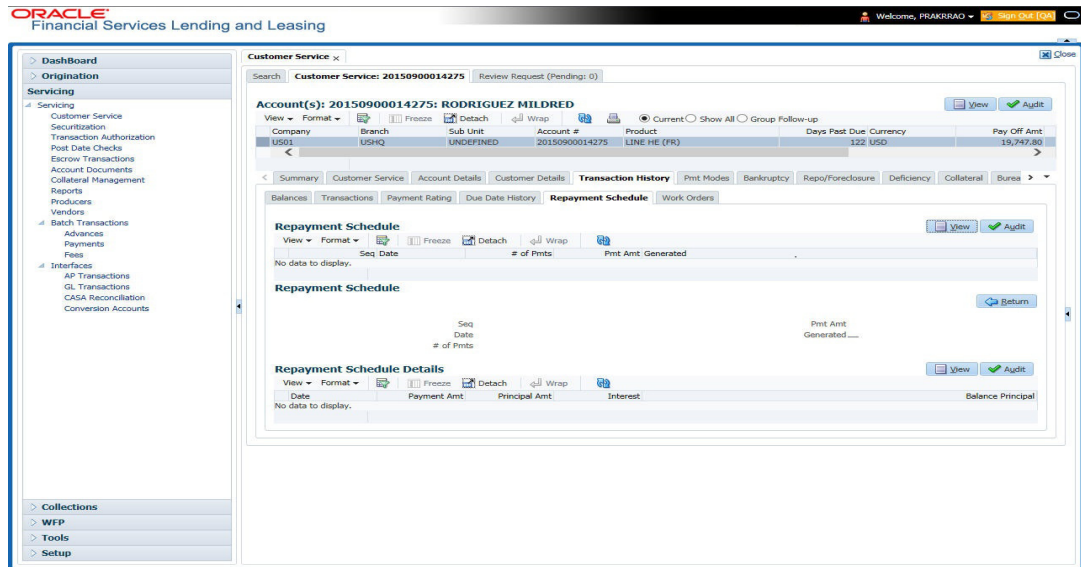 ORACLE
Financial Services Lending and Leasing
Welcome, PRAKRRAO
Sign Out [QA]
Close
DashBoard
Origination
Servicing
Servicing
Customer Service
Securitization
Transaction Authorization
Post Date Checks
Escrow Transactions
Account Documents
Collateral Management
Reports
Producers
Vendors
Batch Transactions
Advances
Payments
Fees
Interfaces
AP Transactions
GL Transactions
CASA Reconciliation
Conversion Accounts
Collections
WFP
Tools
Setup
Customer Service
Search Customer Service: 20150900014275 Review Request (Pending: 0)
Account(s): 20150900014275: RODRIGUEZ MILDRED
View Audit
View Format Freeze Detach Wrap Current Show All Group Follow-up
Company Branch Sub Unit Account # Product Days Past Due Currency Pay Off Amt
US01 USHQ UNDEFINED 20150900014275 LINE HE (FR) 122 USD 19,747.80
Summary Customer Service Account Details Customer Details Transaction History Pmt Modes Bankruptcy Repo/Foreclosure Deficiency Collateral Burea
Balances Transactions Payment Rating Due Date History Repayment Schedule Work Orders
Repayment Schedule
View Audit
View Format Freeze Detach Wrap
Seq Date # of Pmts Pmt Amt Generated
No data to display.
Repayment Schedule
Return
Seq Pmt Amt
Date Generated
# of Pmts
Repayment Schedule Details
View Audit
View Format Freeze Detach Wrap
Date Payment Amt Principal Amt Interest Balance Principal
No data to display.